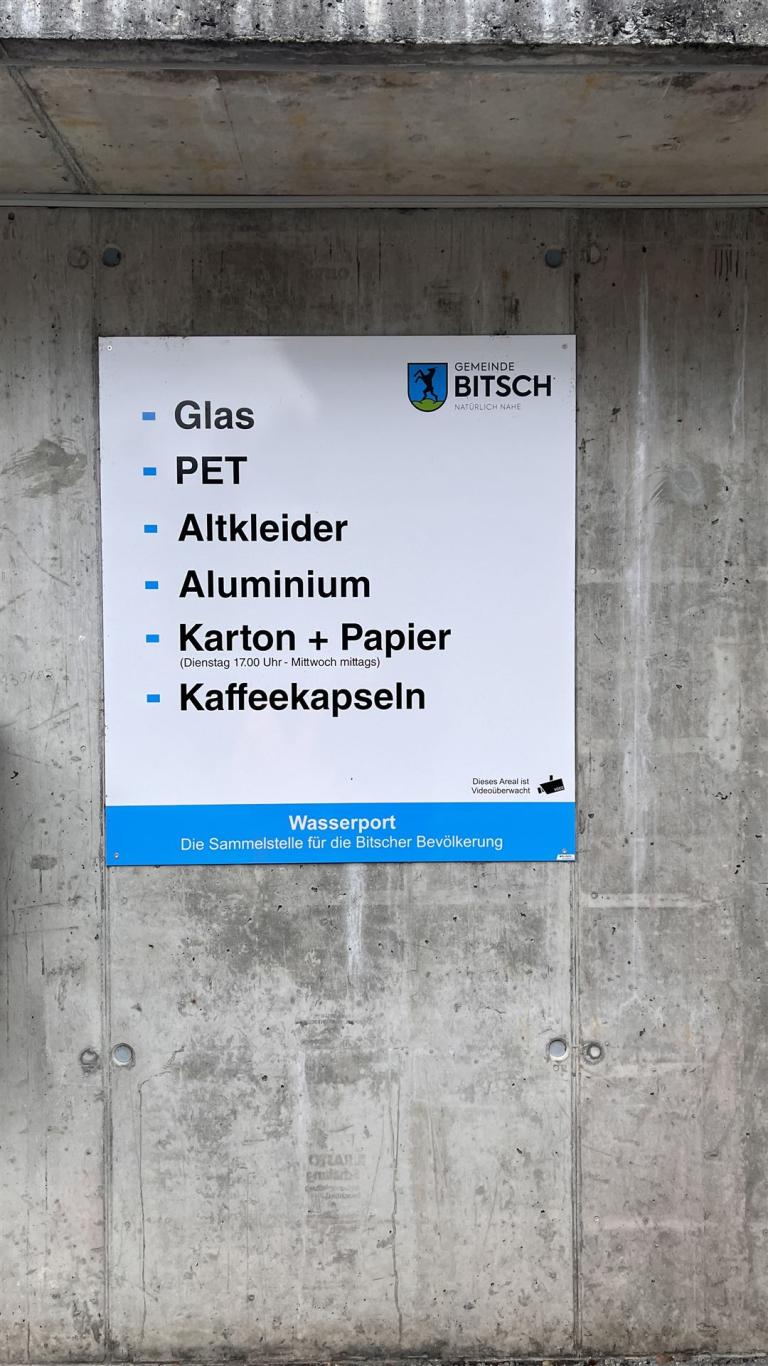 GEMEINDE
BITSCH
NATÜRLICH NAHE
- Glas
- PET
- Altkleider
- Aluminium
- Karton + Papier
(Dienstag 17.00 Uhr - Mittwoch mittags)
- Kaffeekapseln
Dieses Areal ist
Videoüberwacht
Wasserport
Die Sammelstelle für die Bitscher Bevölkerung